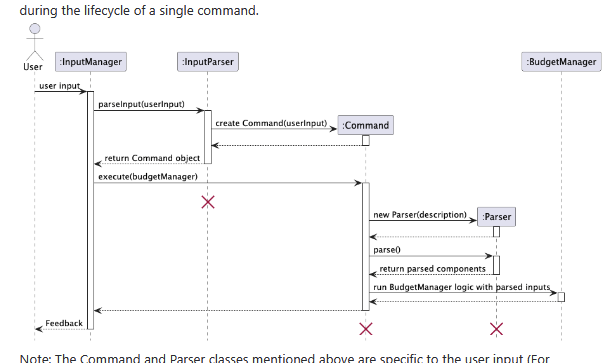 during the lifecycle of a single command.
User
:InputManager
:InputParser
:BudgetManager
user input
parseInput(userInput)
create Command(userInput)
:Command
return Command object
execute(budgetManager)
new Parser(description)
:Parser
parse()
return parsed components
run BudgetManager logic with parsed inputs
Feedback
Note: The Command and Parser classes mentioned above are specific to the user input (For